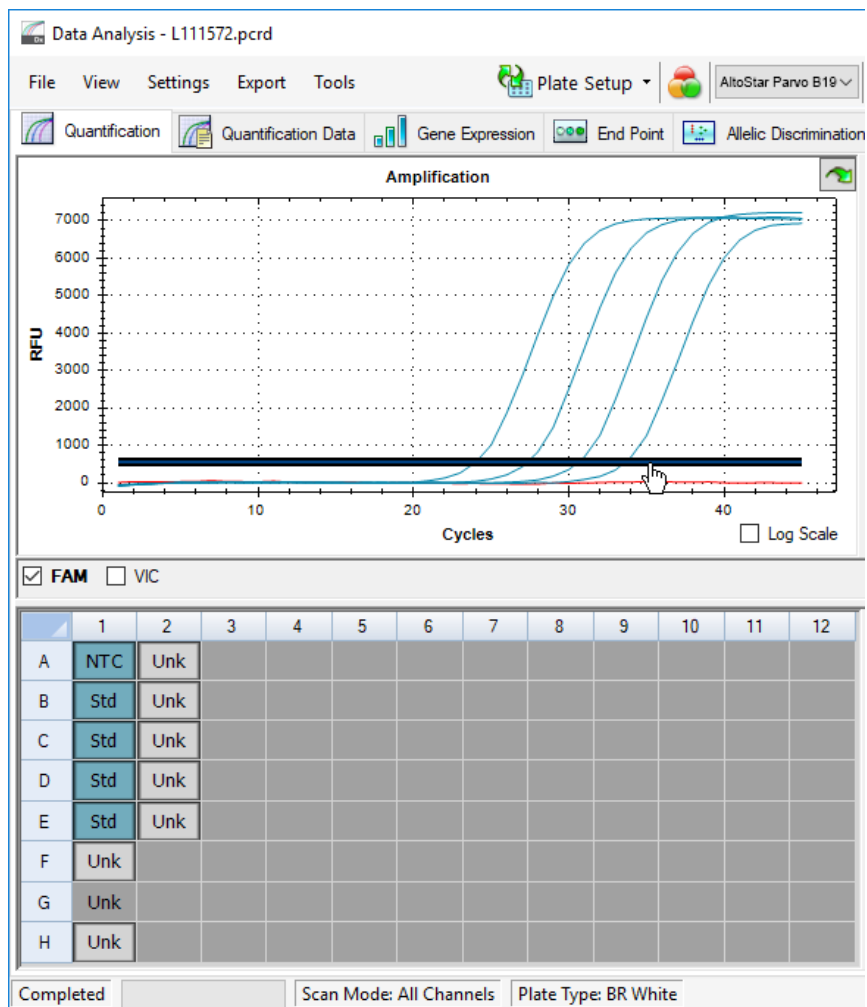 Data Analysis - L111572.pcrd
File View Settings Export Tools Plate Setup AltoStar Parvo B19
Quantification Quantification Data Gene Expression End Point Allelic Discrimination
Amplification
7000
6000
5000
4000
3000
2000
1000
0
RFU
0 10 20 30 40
Cycles
Log Scale
FAM VIC
1 2 3 4 5 6 7 8 9 10 11 12
A NTC Unk
B Std Unk
C Std Unk
D Std Unk
E Std Unk
F Unk
G Unk
H Unk
Completed Scan Mode: All Channels Plate Type: BR White